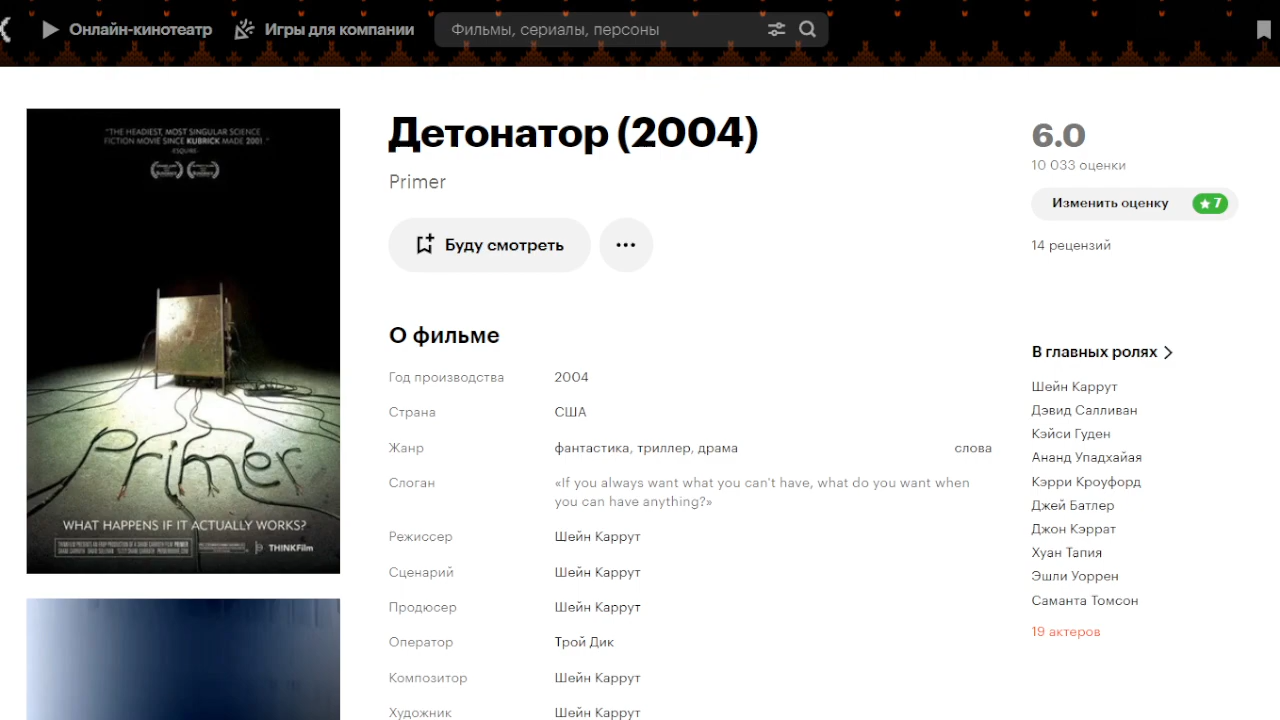 Онлайн-кинотеатр
Игры для компании
Фильмы, сериалы, персоны
"THE HEADIEST, MOST SINGULAR SCIENCE
FICTION MOVIE SINCE KUBRICK MADE 2001."
-ESQUIRE-
Primer
WHAT HAPPENS IF IT ACTUALLY WORKS?
THINKFilm
Детонатор (2004)
Primer
Буду смотреть
О фильме
Год производства 2004
Страна США
Жанр фантастика, триллер, драма слова
Слоган «If you always want what you can't have, what do you want when
you can have anything?»
Режиссер Шейн Каррут
Сценарий Шейн Каррут
Продюсер Шейн Каррут
Оператор Трой Дик
Композитор Шейн Каррут
Художник Шейн Каррут
6.0
10 033 оценки
Изменить оценку 7
14 рецензий
В главных ролях
Шейн Каррут
Дэвид Салливан
Кэйси Гуден
Ананд Упадхайая
Кэрри Кроуфорд
Джей Батлер
Джон Кэррат
Хуан Тапия
Эшли Уоррен
Саманта Томсон
19 актеров